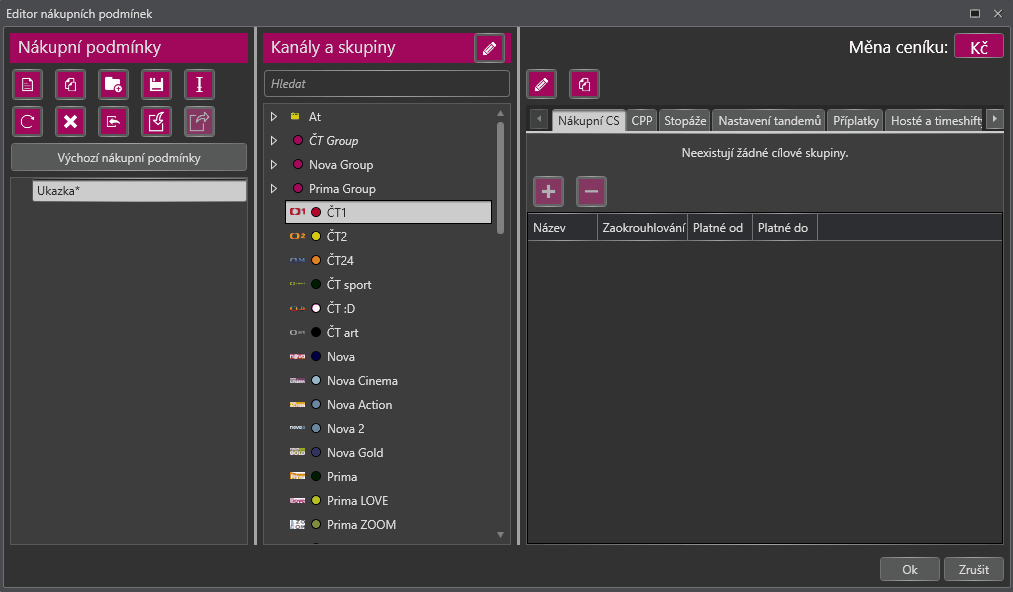 Editor nákupních podmínek
Nákupní podmínky
Výchozí nákupní podmínky
Ukazka*
Kanály a skupiny
Hledat
At
ČT Group
Nova Group
Prima Group
ČT1
ČT2
ČT24
ČT sport
ČT :D
ČT art
Nova
Nova Cinema
Nova Action
Nova 2
Nova Gold
Prima
Prima LOVE
Prima ZOOM
Měna ceníku: Kč
Nákupní CS CPP Stopáže Nastavení tandemů Příplatky Hosté a timeshifty
Neexistují žádné cílové skupiny.
Název Zaokrouhlování Platné od Platné do
Ok Zrušit